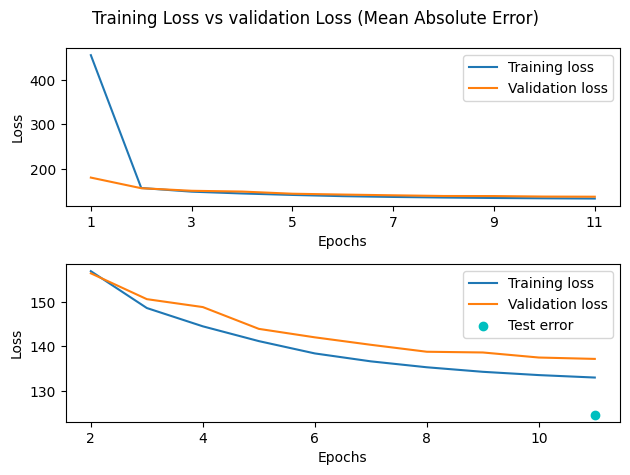 Training Loss vs validation Loss (Mean Absolute Error)
Training loss
Validation loss
400
300
200
Loss
1 3 5 7 9 11
Epochs
Training loss
Validation loss
Test error
150
140
130
Loss
2 4 6 8 10
Epochs